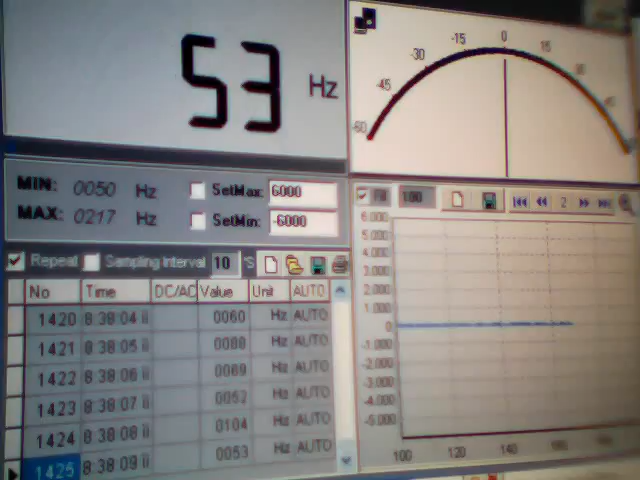 53 Hz
-60 -45 -30 -15 0 15 30
MIN: 0050 Hz
MAX: 0217 Hz
SetMax: 6000
SetMin: -6000
Repeat Sampling Interval 10 'S
No Time DC/AC Value Unit AUTO
1420 8:38:04 0060 Hz AUTO
1421 8:38:05 0088 Hz AUTO
1422 8:38:06 0069 Hz AUTO
1423 8:38:07 0052 Hz AUTO
1424 8:38:08 0104 Hz AUTO
1425 8:38:09 0053 Hz AUTO
100 2
6.000
5.000
4.000
3.000
2.000
1.000
0
-1.000
-2.000
-3.000
-4.000
-5.000
100 120 140 160